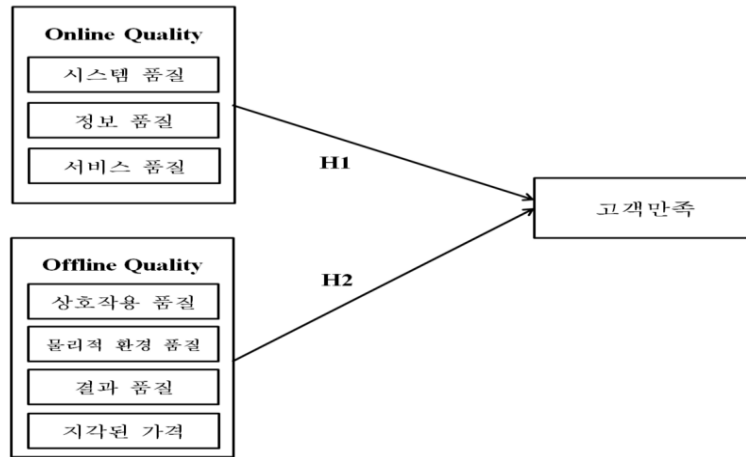 Online Quality
시스템 품질
정보 품질
서비스 품질
H1
고객만족
Offline Quality
H2
상호작용 품질
물리적 환경 품질
결과 품질
지각된 가격